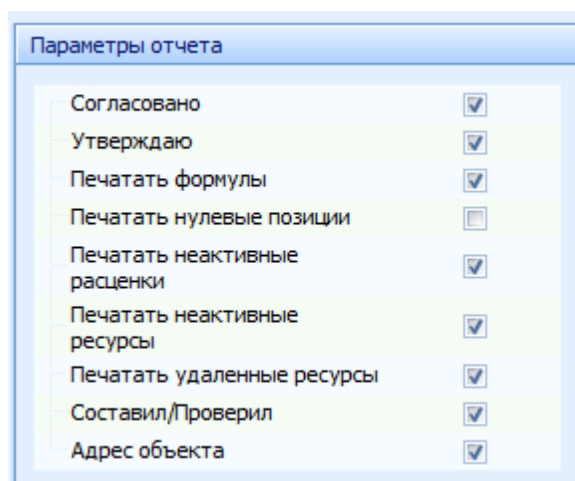 Параметры отчета
Согласовано
Утверждаю
Печатать формулы
Печатать нулевые позиции
Печатать неактивные
расценки
Печатать неактивные
ресурсы
Печатать удаленные ресурсы
Составил/Проверил
Адрес объекта